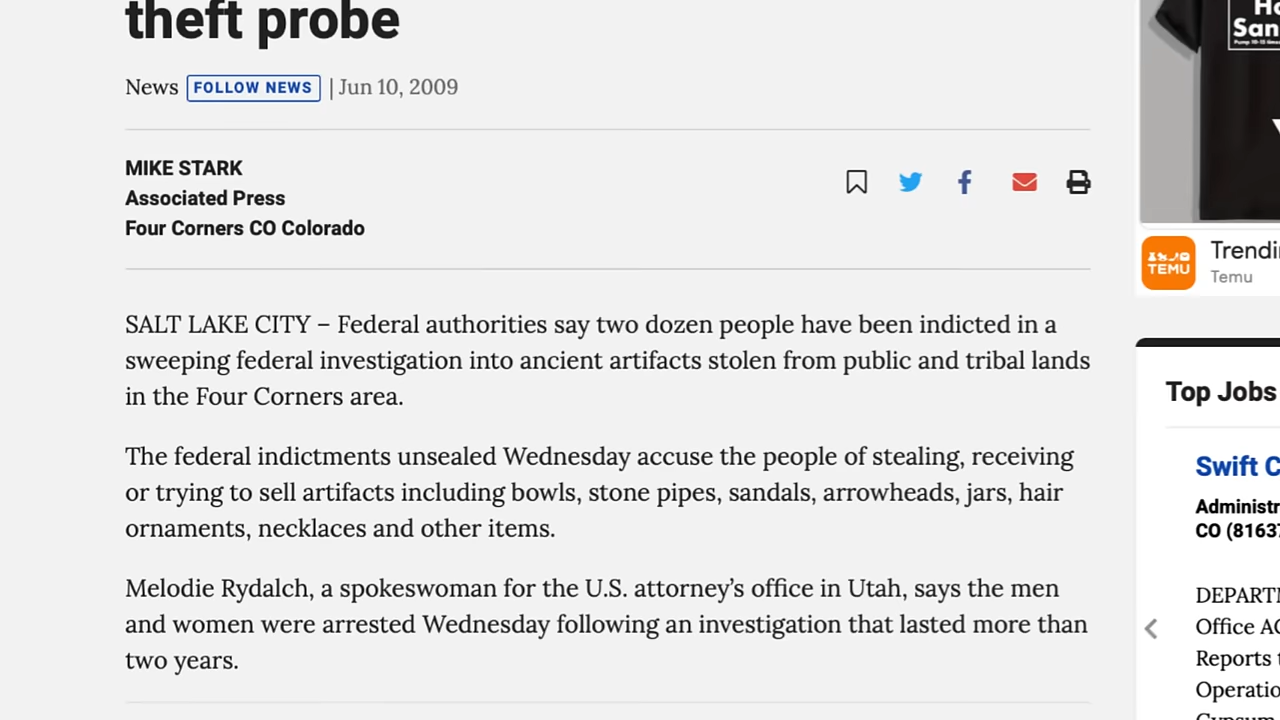 theft probe
News FOLLOW NEWS | Jun 10, 2009
MIKE STARK
Associated Press
Four Corners CO Colorado
SALT LAKE CITY – Federal authorities say two dozen people have been indicted in a
sweeping federal investigation into ancient artifacts stolen from public and tribal lands
in the Four Corners area.
The federal indictments unsealed Wednesday accuse the people of stealing, receiving
or trying to sell artifacts including bowls, stone pipes, sandals, arrowheads, jars, hair
ornaments, necklaces and other items.
Melodie Rydalch, a spokeswoman for the U.S. attorney's office in Utah, says the men
and women were arrested Wednesday following an investigation that lasted more than
two years.
TEMU
Temu
Top Jobs
Swift C
CO (8163
Office
Reports